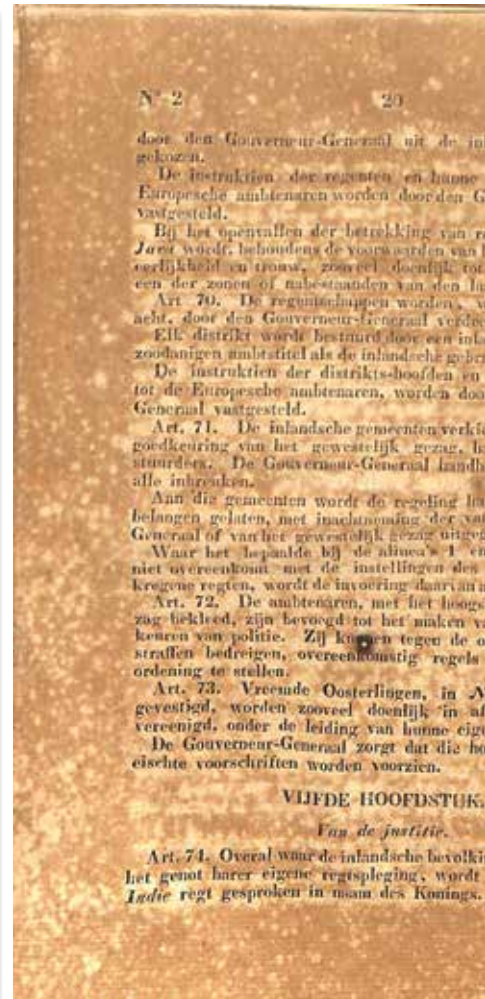 N° 2 20
door den Gouverneur-Generaal uit de in
gekozen.
De instruktien der regenten en hunne
Europesche ambtenaren worden door den G
vastgesteld.
Bij het openvallen der betrekking van re
Java wordt, behoudens de voorwaarden van
eerlijkheid en trouw, zooveel doenlijk tot
een der zonen of nabestaanden van den la
Art 70. De regentschappen worden, w
acht, door den Gouverneur-Generaal verdee
Elk distrikt wordt bestuurd door een inla
zoodanigen ambtstitel als de inlandsche gebr
De instruktien der distrikts-hoofden en
tot de Europesche ambtenaren, worden doo
Generaal vastgesteld.
Art. 71. De inlandsche gemeenten verkie
goedkeuring van het gewestelijk gezag, h
stuurders. De Gouverneur-Generaal handh
alle inbreuken.
Aan die gemeenten wordt de regeling ha
belangen gelaten, met inachtneming der van
Generaal of van het gewestelijk gezag uitgeg
Waar het bepaalde bij de alinea's 1 en
niet overeenkomt met de instellingen des
kregene regten, wordt de invoering daarvan a
Art. 72. De ambtenaren, met het hoogs
zag bekleed, zijn bevoegd tot het maken va
keuren van politie. Zij kunnen tegen de o
straffen bedreigen, overeenkomstig regels
ordening te stellen.
Art. 73. Vreemde Oosterlingen, in N
gevestigd, worden zooveel doenlijk in af
vereenigd, onder de leiding van hunne eige
De Gouverneur-Generaal zorgt dat die ho
eischte voorschriften worden voorzien.
VIJFDE HOOFDSTUK.
Van de justitie.
Art. 74. Overal waar de inlandsche bevolki
het genot harer eigene regtspleging, wordt
Indie regt gesproken in naam des Konings.